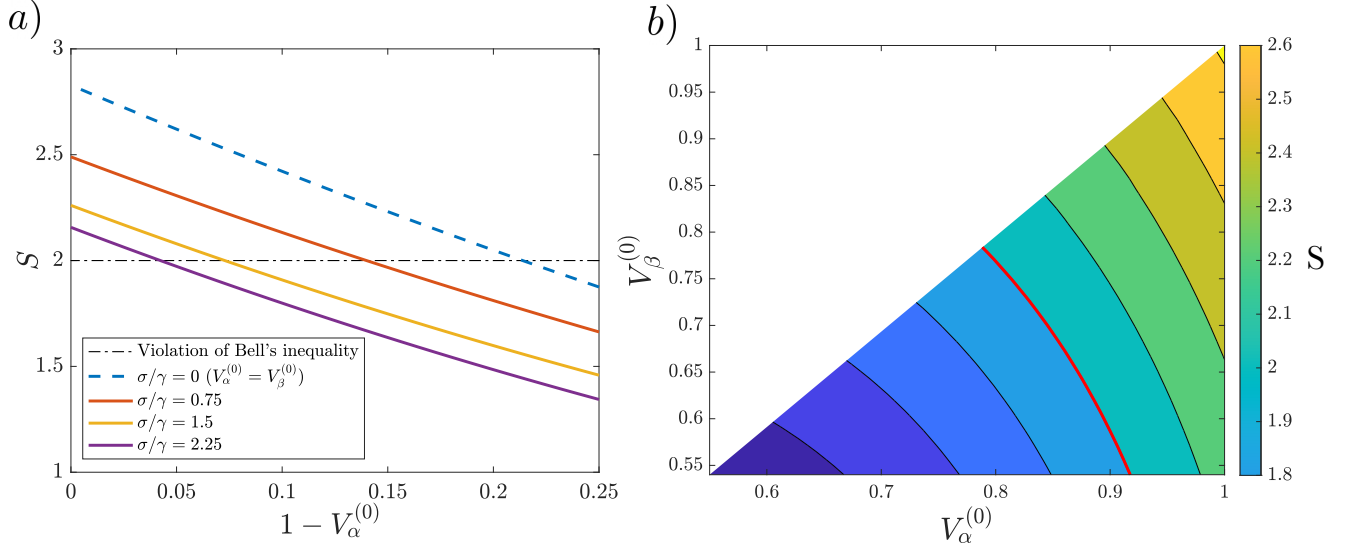 a)
3
2.5
2
1.5
1
S
Violation of Bell's inequality
σ/γ = 0 (V_α^(0) = V_β^(0))
σ/γ = 0.75
σ/γ = 1.5
σ/γ = 2.25
0 0.05 0.1 0.15 0.2 0.25
1 − V_α^(0)
b)
1
0.95
0.9
0.85
0.8
0.75
0.7
0.65
0.6
0.55
V_β^(0)
0.6 0.7 0.8 0.9 1
V_α^(0)
2.6
2.5
2.4
2.3
2.2
2.1
2
1.9
1.8
S